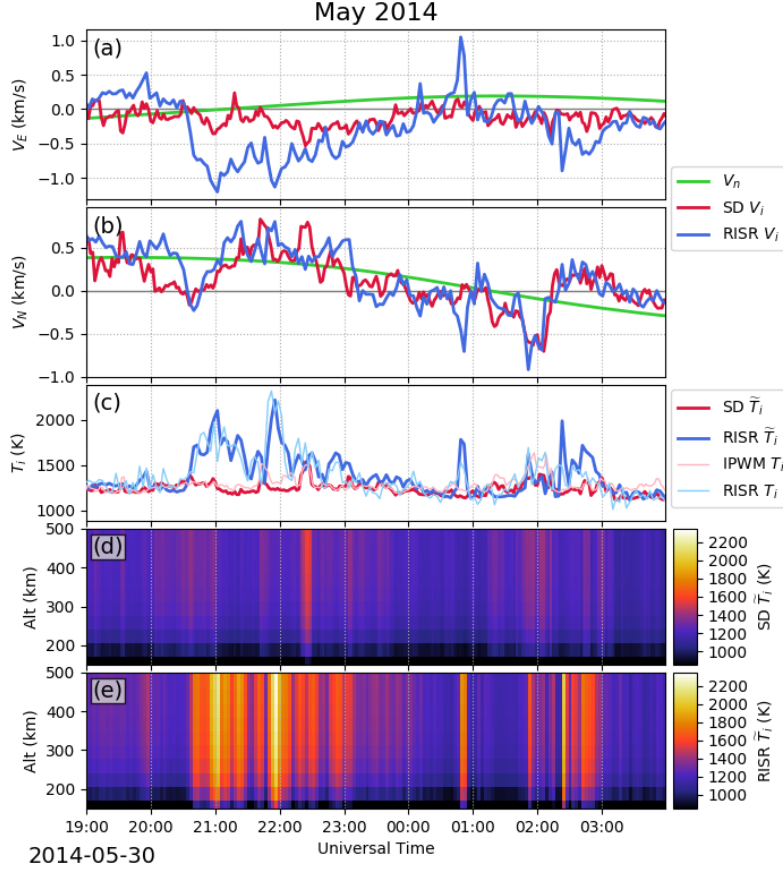 May 2014
(a)
1.0
0.5
0.0
−0.5
−1.0
V_E (km/s)
V_n
SD V_i
RISR V_i
(b)
0.5
0.0
−0.5
−1.0
V_N (km/s)
(c)
2000
1500
1000
T_i (K)
SD T̃_i
RISR T̃_i
IPWM T_i
RISR T_i
(d)
500
400
300
200
Alt (km)
2200
2000
1800
1600
1400
1200
1000
SD T̃_i (K)
(e)
500
400
300
200
Alt (km)
2200
2000
1800
1600
1400
1200
1000
RISR T̃_i (K)
19:00 20:00 21:00 22:00 23:00 00:00 01:00 02:00 03:00
Universal Time
2014-05-30